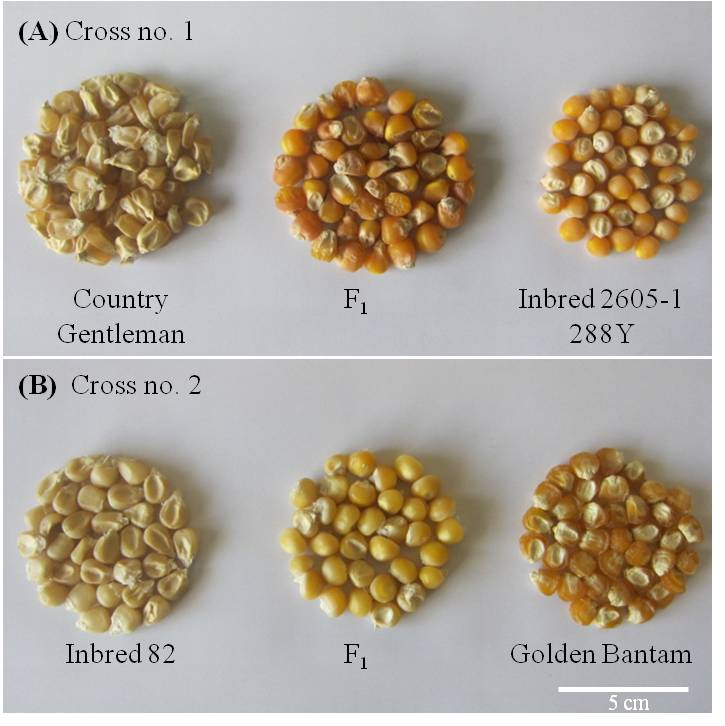 (A) Cross no. 1
Country
Gentleman
F₁
Inbred 2605-1
288Y
(B) Cross no. 2
Inbred 82
F₁
Golden Bantam
5 cm